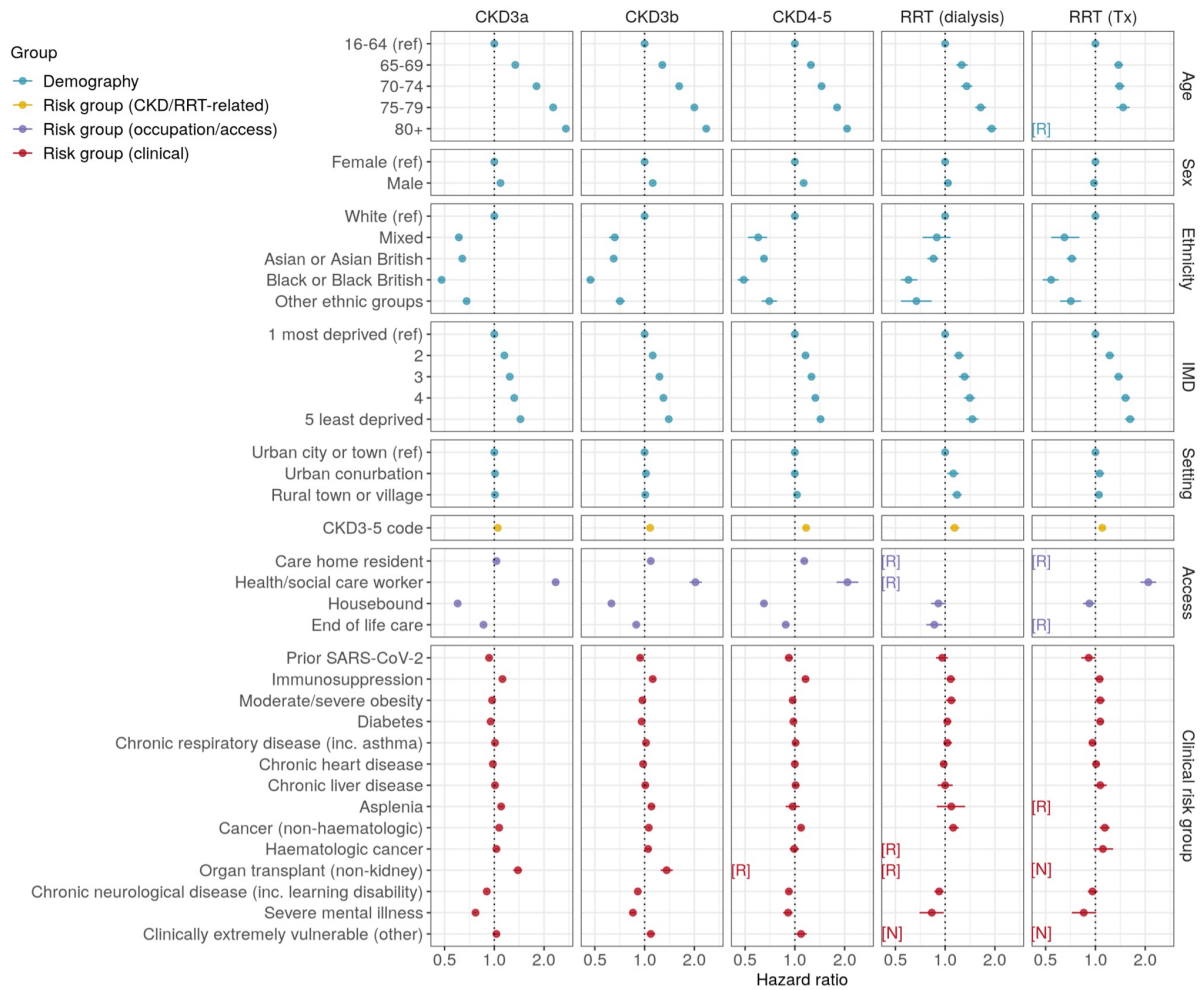 CKD3a CKD3b CKD4-5 RRT (dialysis) RRT (Tx)
Group
Demography
Risk group (CKD/RRT-related)
Risk group (occupation/access)
Risk group (clinical)
16-64 (ref)
65-69
70-74
75-79
80+ [R]
Age
Female (ref)
Male
Sex
White (ref)
Mixed
Asian or Asian British
Black or Black British
Other ethnic groups
Ethnicity
1 most deprived (ref)
2
3
4
5 least deprived
IMD
Urban city or town (ref)
Urban conurbation
Rural town or village
Setting
CKD3-5 code
Care home resident [R] [R]
Health/social care worker [R]
Housebound
End of life care [R]
Access
Prior SARS-CoV-2
Immunosuppression
Moderate/severe obesity
Diabetes
Chronic respiratory disease (inc. asthma)
Chronic heart disease
Chronic liver disease
Asplenia [R]
Cancer (non-haematologic)
Haematologic cancer [R]
Organ transplant (non-kidney) [R] [R] [N]
Chronic neurological disease (inc. learning disability)
Severe mental illness
Clinically extremely vulnerable (other) [N] [N]
Clinical risk group
0.5 1.0 2.0 0.5 1.0 2.0 0.5 1.0 2.0 0.5 1.0 2.0 0.5 1.0 2.0
Hazard ratio